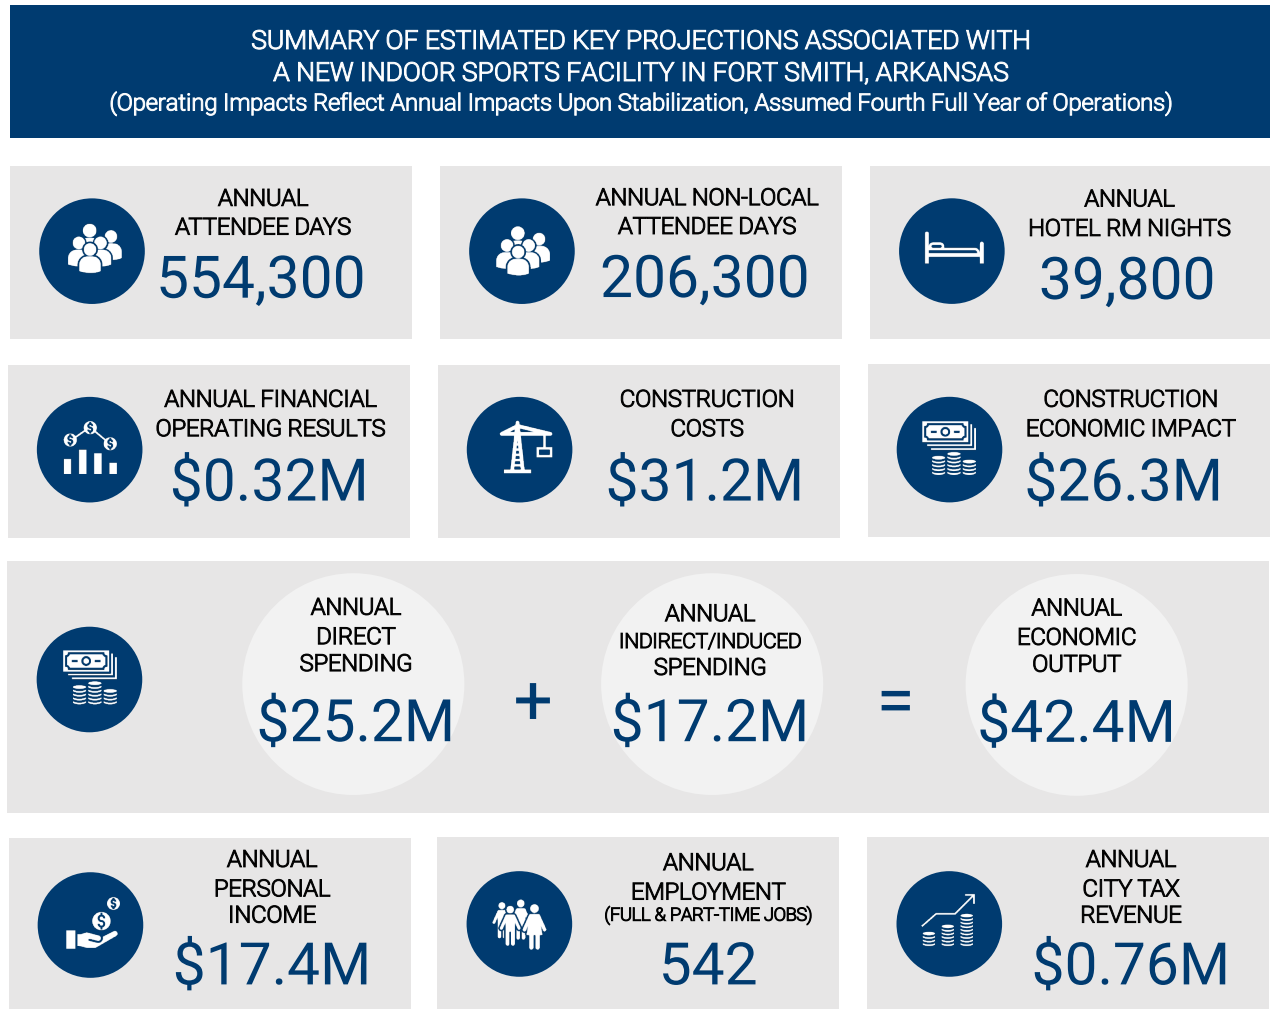 SUMMARY OF ESTIMATED KEY PROJECTIONS ASSOCIATED WITH
A NEW INDOOR SPORTS FACILITY IN FORT SMITH, ARKANSAS
(Operating Impacts Reflect Annual Impacts Upon Stabilization, Assumed Fourth Full Year of Operations)
ANNUAL
ATTENDEE DAYS
554,300
ANNUAL NON-LOCAL
ATTENDEE DAYS
206,300
ANNUAL
HOTEL RM NIGHTS
39,800
ANNUAL FINANCIAL
OPERATING RESULTS
$0.32M
CONSTRUCTION
COSTS
$31.2M
CONSTRUCTION
ECONOMIC IMPACT
$26.3M
ANNUAL
DIRECT
SPENDING
$25.2M
+
ANNUAL
INDIRECT/INDUCED
SPENDING
$17.2M
=
ANNUAL
ECONOMIC
OUTPUT
$42.4M
ANNUAL
PERSONAL
INCOME
$17.4M
ANNUAL
EMPLOYMENT
(FULL & PART-TIME JOBS)
542
ANNUAL
CITY TAX
REVENUE
$0.76M